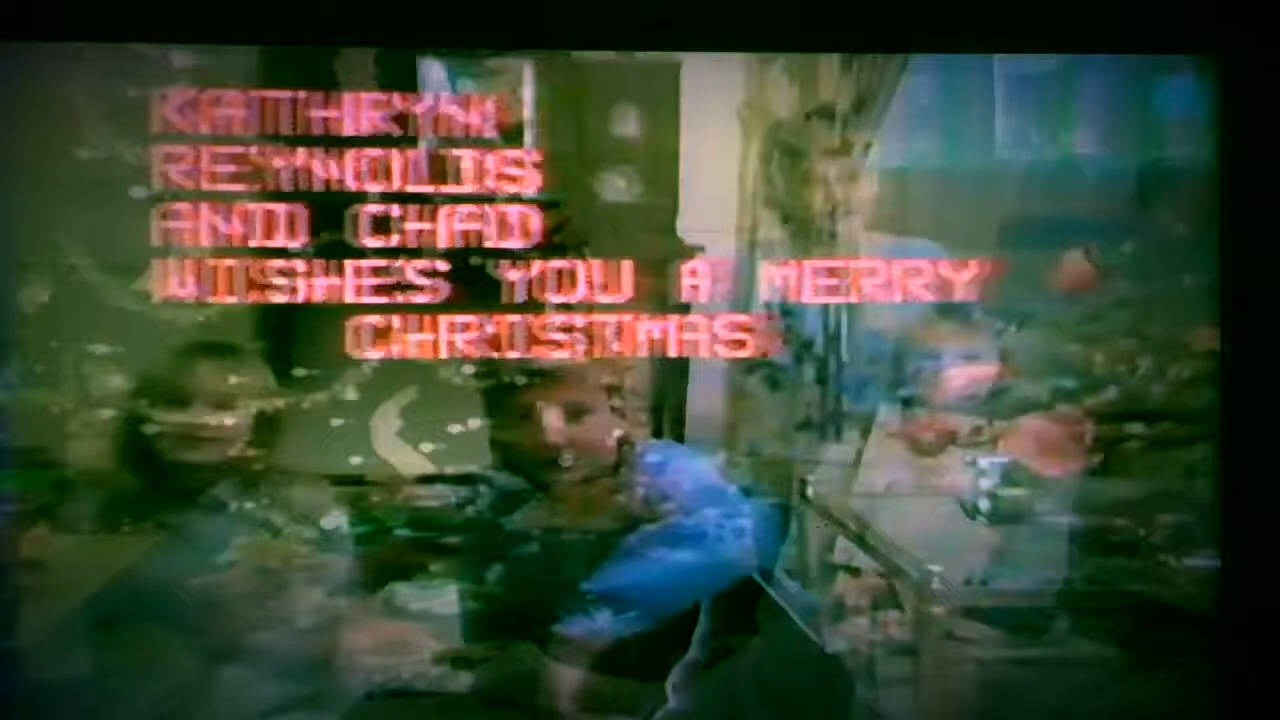 KATHRYN
REYNOLDS
AND CHAD
WISHES YOU A MERRY
CHRISTMAS